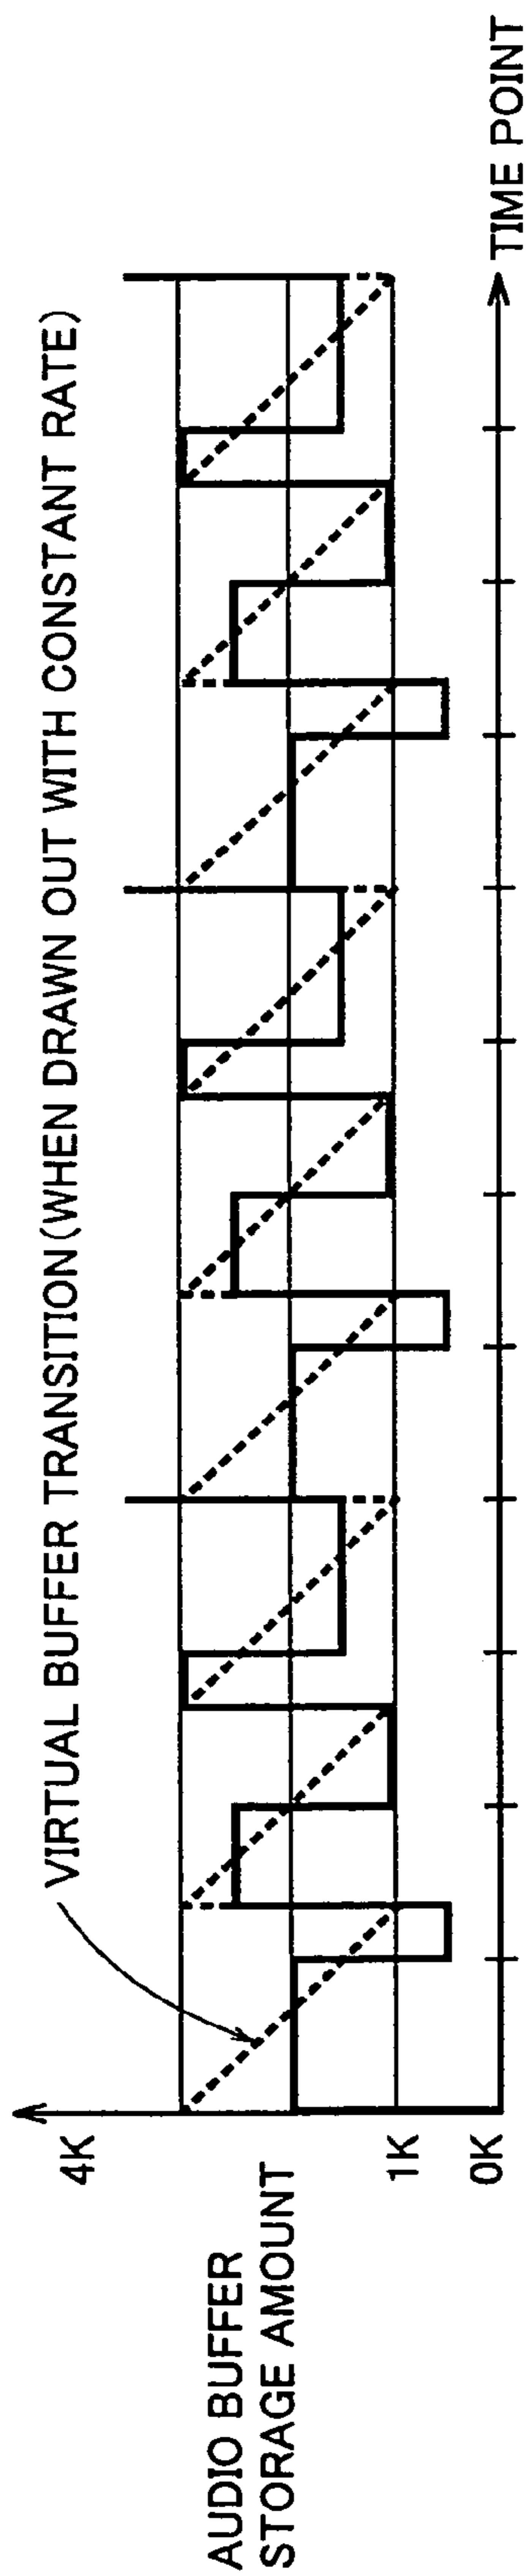 VIRTUAL BUFFER TRANSITION(WHEN DRAWN OUT WITH CONSTANT RATE)
4K
AUDIO BUFFER
STORAGE AMOUNT
1K
0K
TIME POINT